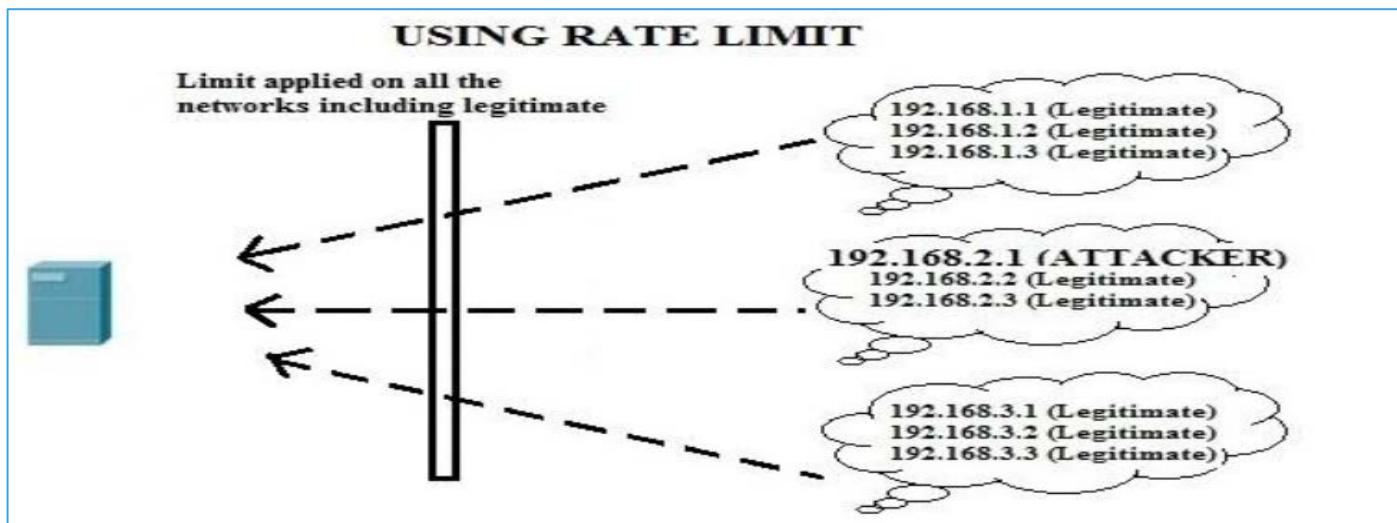 USING RATE LIMIT
Limit applied on all the
networks including legitimate
192.168.1.1 (Legitimate)
192.168.1.2 (Legitimate)
192.168.1.3 (Legitimate)
192.168.2.1 (ATTACKER)
192.168.2.2 (Legitimate)
192.168.2.3 (Legitimate)
192.168.3.1 (Legitimate)
192.168.3.2 (Legitimate)
192.168.3.3 (Legitimate)